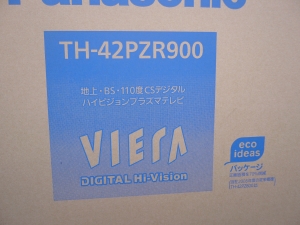 Panasonic
TH-42PZR900
地上・BS・110度CSデジタル
ハイビジョンプラズマテレビ
VIErA
DIGITAL Hi-Vision
eco
ideas
パッケージ